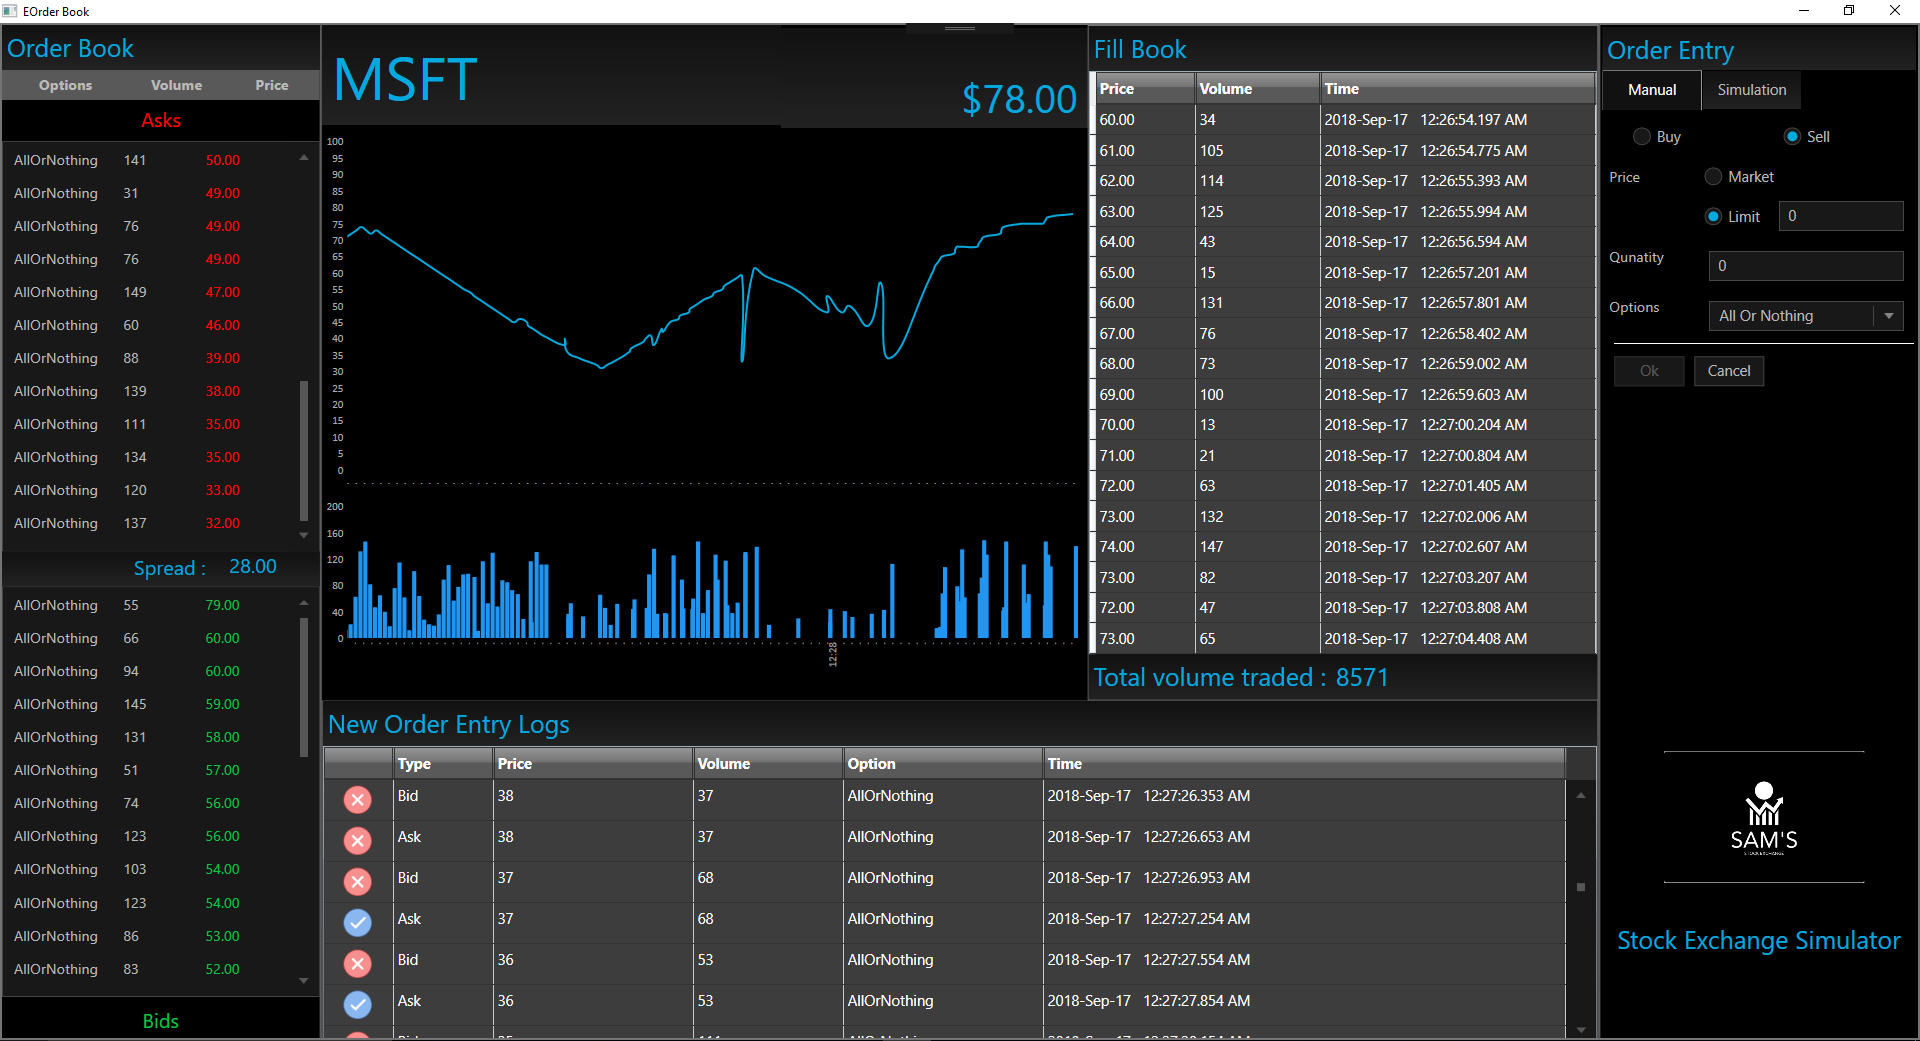 EOrder Book
Order Book
Options Volume Price
Asks
AllOrNothing 141 50.00
AllOrNothing 31 49.00
AllOrNothing 76 49.00
AllOrNothing 76 49.00
AllOrNothing 149 47.00
AllOrNothing 60 46.00
AllOrNothing 88 39.00
AllOrNothing 139 38.00
AllOrNothing 111 35.00
AllOrNothing 134 35.00
AllOrNothing 120 33.00
AllOrNothing 137 32.00
Spread : 28.00
AllOrNothing 55 79.00
AllOrNothing 66 60.00
AllOrNothing 94 60.00
AllOrNothing 145 59.00
AllOrNothing 131 58.00
AllOrNothing 51 57.00
AllOrNothing 74 56.00
AllOrNothing 123 56.00
AllOrNothing 103 54.00
AllOrNothing 123 54.00
AllOrNothing 86 53.00
AllOrNothing 83 52.00
Bids
MSFT
$78.00
100
95
90
85
80
75
70
65
60
55
50
45
40
35
30
25
20
15
10
5
0
200
160
120
80
40
0
12:28
Fill Book
Price Volume Time
60.00 34 2018-Sep-17 12:26:54.197 AM
61.00 105 2018-Sep-17 12:26:54.775 AM
62.00 114 2018-Sep-17 12:26:55.393 AM
63.00 125 2018-Sep-17 12:26:55.994 AM
64.00 43 2018-Sep-17 12:26:56.594 AM
65.00 15 2018-Sep-17 12:26:57.201 AM
66.00 131 2018-Sep-17 12:26:57.801 AM
67.00 76 2018-Sep-17 12:26:58.402 AM
68.00 73 2018-Sep-17 12:26:59.002 AM
69.00 100 2018-Sep-17 12:26:59.603 AM
70.00 13 2018-Sep-17 12:27:00.204 AM
71.00 21 2018-Sep-17 12:27:00.804 AM
72.00 63 2018-Sep-17 12:27:01.405 AM
73.00 132 2018-Sep-17 12:27:02.006 AM
74.00 147 2018-Sep-17 12:27:02.607 AM
73.00 82 2018-Sep-17 12:27:03.207 AM
72.00 47 2018-Sep-17 12:27:03.808 AM
73.00 65 2018-Sep-17 12:27:04.408 AM
Total volume traded : 8571
New Order Entry Logs
Type Price Volume Option Time
Bid 38 37 AllOrNothing 2018-Sep-17 12:27:26.353 AM
Ask 38 37 AllOrNothing 2018-Sep-17 12:27:26.653 AM
Bid 37 68 AllOrNothing 2018-Sep-17 12:27:26.953 AM
Ask 37 68 AllOrNothing 2018-Sep-17 12:27:27.254 AM
Bid 36 53 AllOrNothing 2018-Sep-17 12:27:27.554 AM
Ask 36 53 AllOrNothing 2018-Sep-17 12:27:27.854 AM
Order Entry
Manual Simulation
Buy Sell
Price Market
Limit 0
Qunatity 0
Options All Or Nothing
Ok Cancel
SAM'S
STOCK EXCHANGE
Stock Exchange Simulator